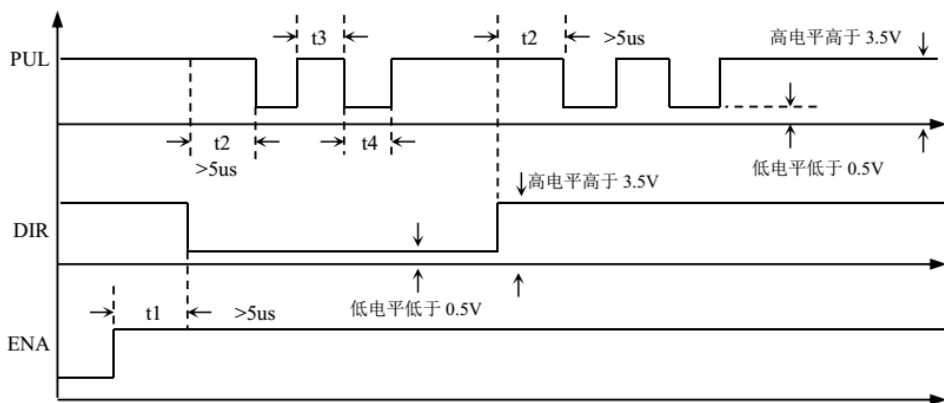 t3
t2
>5us
高电平高于 3.5V
PUL
t2
t4
>5us
低电平低于 0.5V
高电平高于 3.5V
DIR
低电平低于 0.5V
t1
>5us
ENA